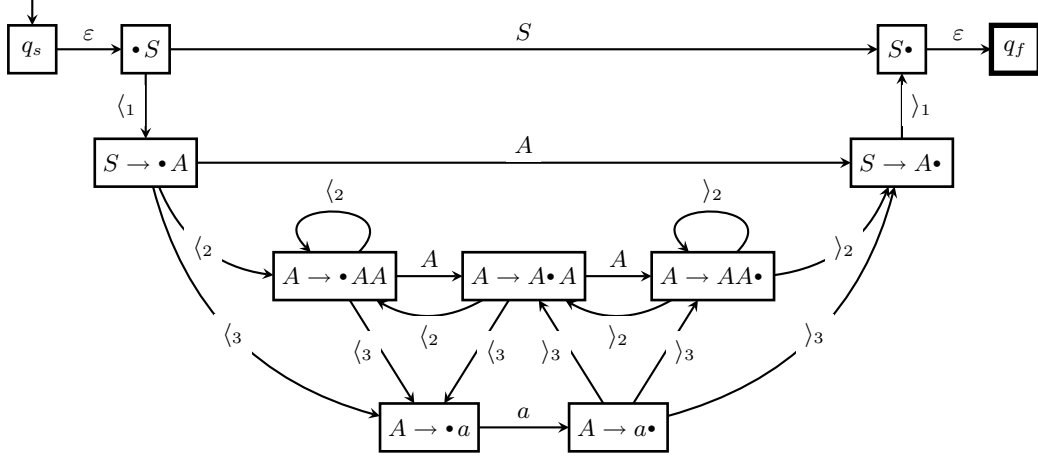 q_s ε •S S S• ε q_f
⟨₁ ⟩₁
S → •A A S → A•
⟨₂ ⟩₂
⟨₂ ⟩₂
A → •AA A A → A•A A A → AA•
⟨₃ ⟨₃ ⟨₂ ⟨₃ ⟩₃ ⟩₂ ⟩₃ ⟩₃
A → •a a A → a•